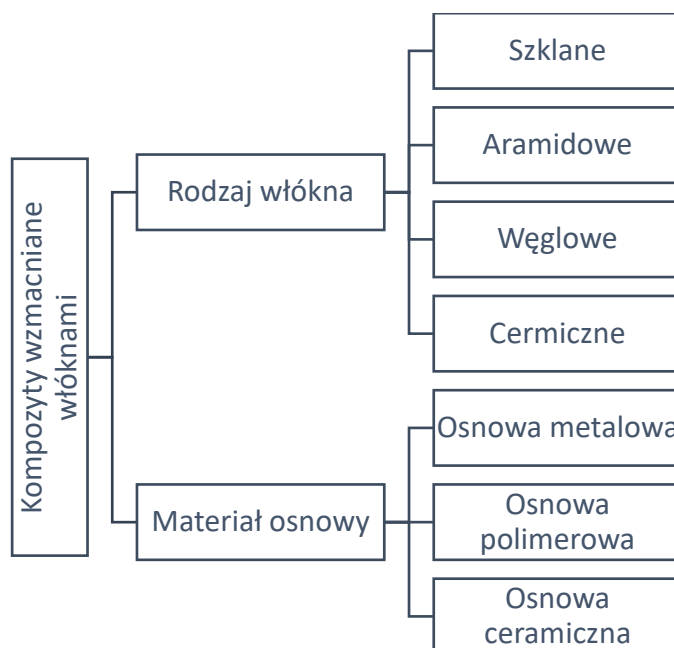 Kompozyty wzmacniane
włóknami
Rodzaj włókna
Szklane
Aramidowe
Węglowe
Cermiczne
Materiał osnowy
Osnowa metalowa
Osnowa
polimerowa
Osnowa
ceramiczna